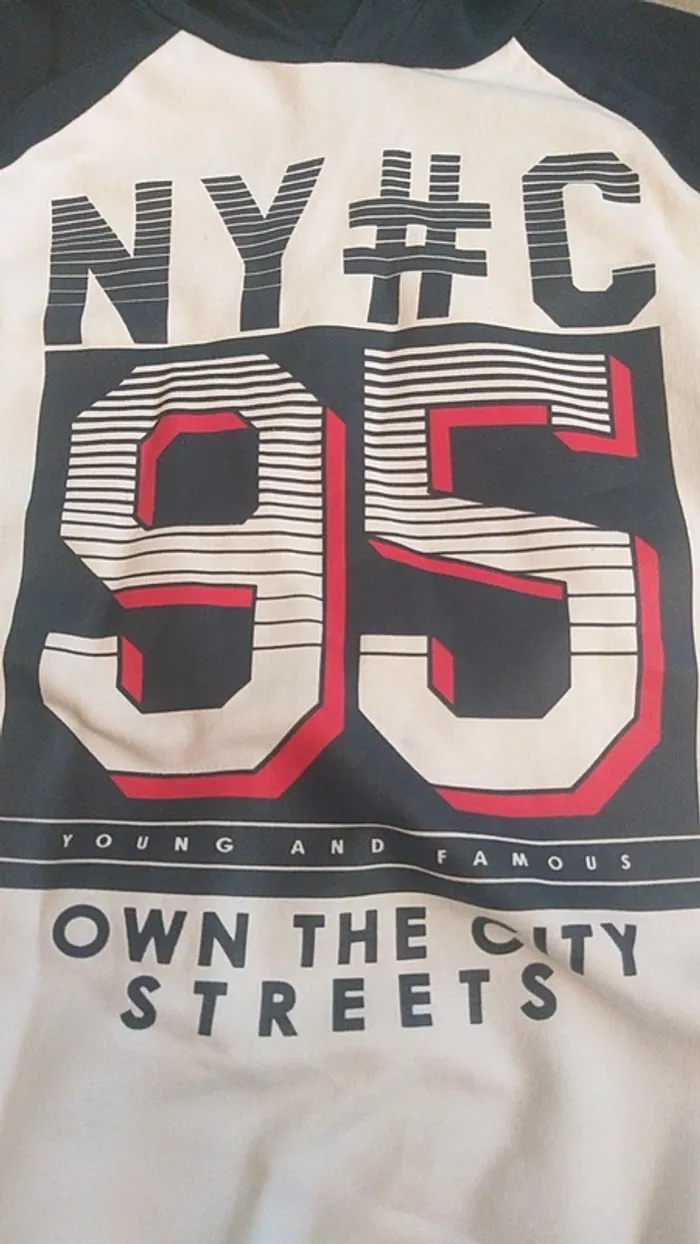 NY#C
95
YOUNG AND FAMOUS
OWN THE CITY
STREETS